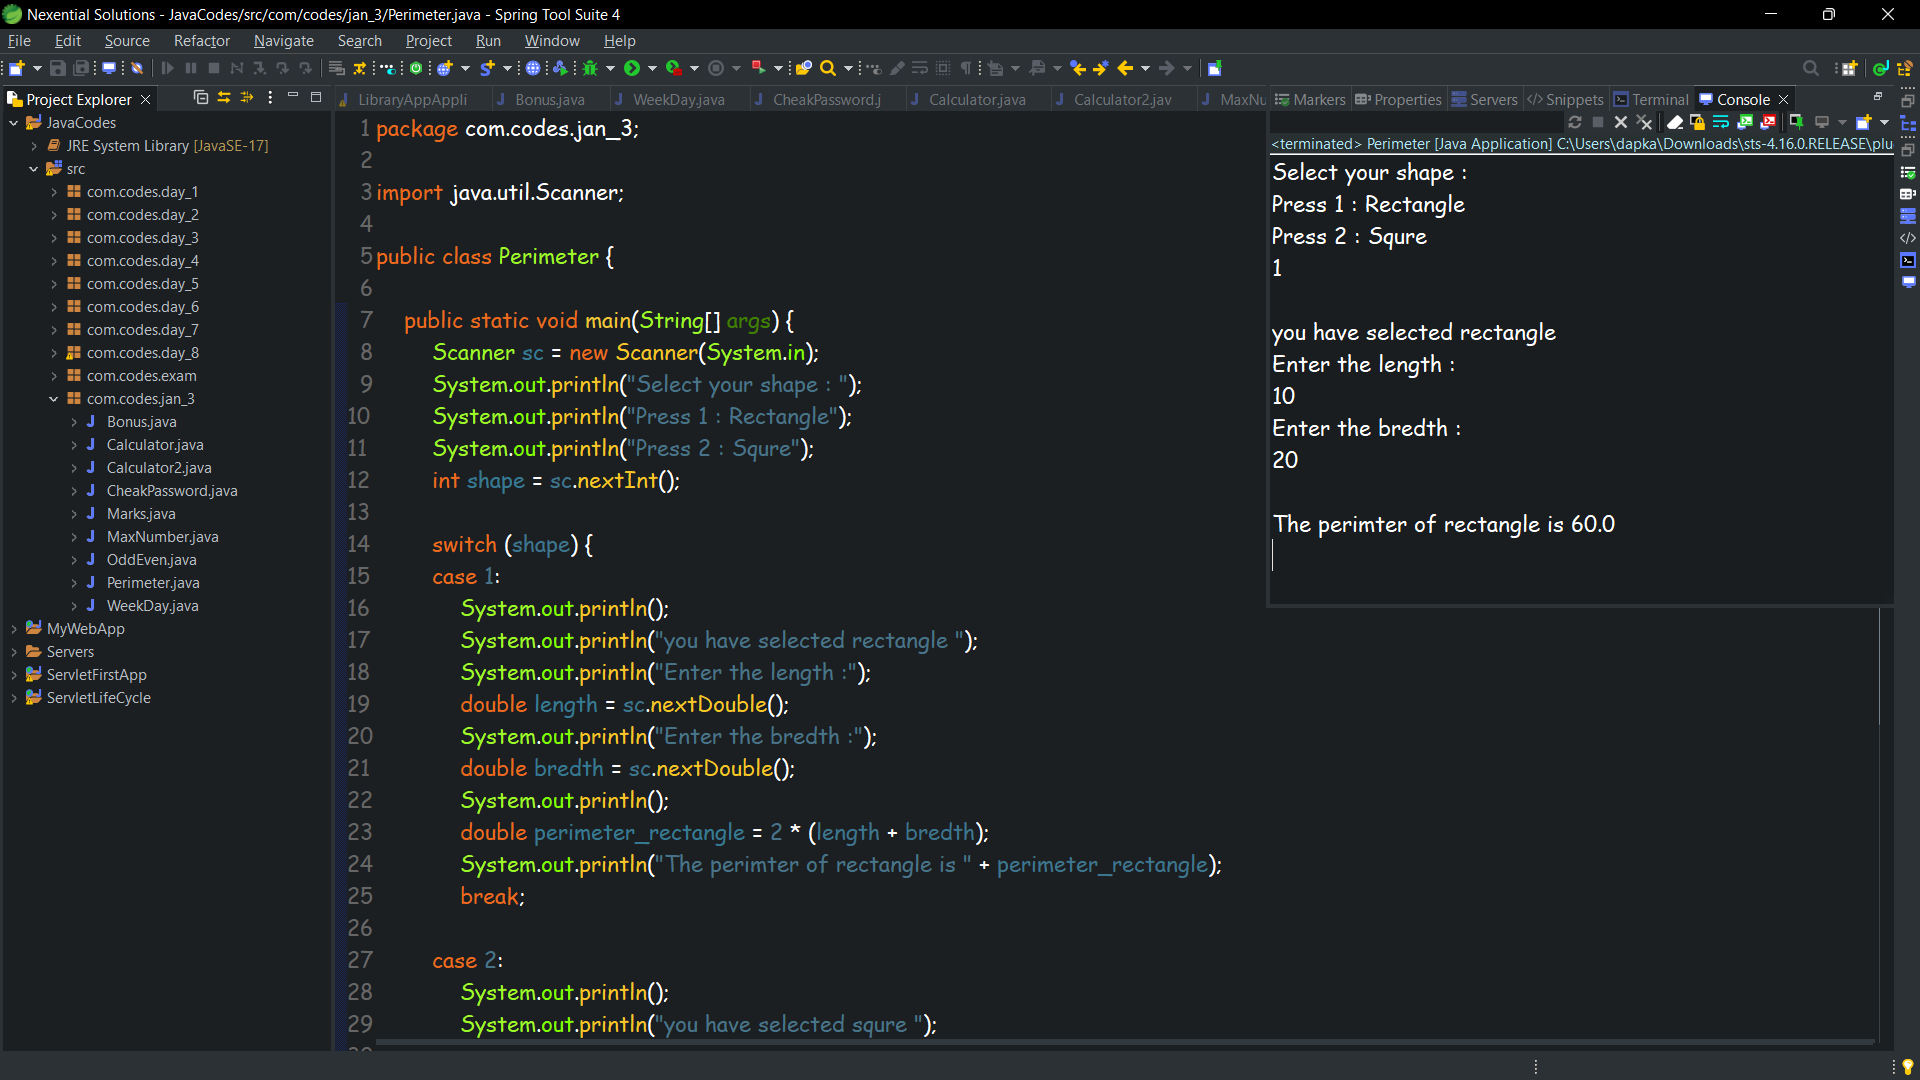 Nexential Solutions - JavaCodes/src/com/codes/jan_3/Perimeter.java - Spring Tool Suite 4
File Edit Source Refactor Navigate Search Project Run Window Help
Project Explorer
JavaCodes
JRE System Library [JavaSE-17]
src
com.codes.day_1
com.codes.day_2
com.codes.day_3
com.codes.day_4
com.codes.day_5
com.codes.day_6
com.codes.day_7
com.codes.day_8
com.codes.exam
com.codes.jan_3
Bonus.java
Calculator.java
Calculator2.java
CheakPassword.java
Marks.java
MaxNumber.java
OddEven.java
Perimeter.java
WeekDay.java
MyWebApp
Servers
ServletFirstApp
ServletLifeCycle
LibraryAppAppli Bonus.java WeekDay.java CheakPassword.j Calculator.java Calculator2.jav MaxNu
1 package com.codes.jan_3;
2
3 import java.util.Scanner;
4
5 public class Perimeter {
6
7 public static void main(String[] args) {
8 Scanner sc = new Scanner(System.in);
9 System.out.println("Select your shape : ");
10 System.out.println("Press 1 : Rectangle");
11 System.out.println("Press 2 : Squre");
12 int shape = sc.nextInt();
13
14 switch (shape) {
15 case 1:
16 System.out.println();
17 System.out.println("you have selected rectangle ");
18 System.out.println("Enter the length :");
19 double length = sc.nextDouble();
20 System.out.println("Enter the bredth :");
21 double bredth = sc.nextDouble();
22 System.out.println();
23 double perimeter_rectangle = 2 * (length + bredth);
24 System.out.println("The perimter of rectangle is " + perimeter_rectangle);
25 break;
26
27 case 2:
28 System.out.println();
29 System.out.println("you have selected squre ");
Markers Properties Servers Snippets Terminal Console
<terminated> Perimeter [Java Application] C:\Users\dapka\Downloads\sts-4.16.0.RELEASE\plu
Select your shape :
Press 1 : Rectangle
Press 2 : Squre
1
you have selected rectangle
Enter the length :
10
Enter the bredth :
20
The perimter of rectangle is 60.0